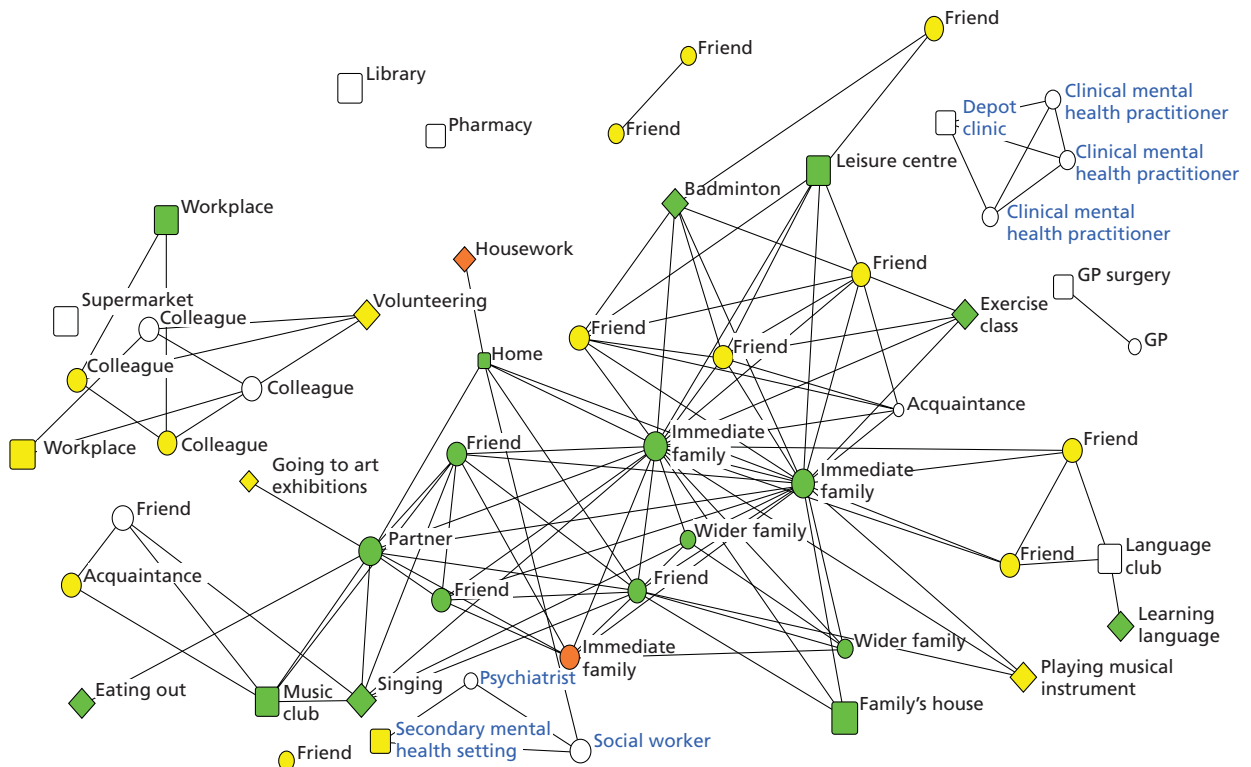 Friend
Friend
Library
Clinical mental
health practitioner
Depot
clinic
Pharmacy
Friend
Clinical mental
health practitioner
Leisure centre
Badminton
Workplace
Clinical mental
health practitioner
Housework
Friend
GP surgery
Supermarket
Volunteering
Exercise
class
Colleague
Friend
Friend
GP
Home
Colleague
Colleague
Acquaintance
Immediate
family
Friend
Friend
Workplace
Colleague
Going to art
exhibitions
Immediate
family
Friend
Partner
Wider family
Friend
Language
club
Acquaintance
Friend
Friend
Learning
language
Immediate
family
Wider family
Playing musical
instrument
Eating out
Music
club
Singing
Psychiatrist
Family’s house
Secondary mental
health setting
Social worker
Friend